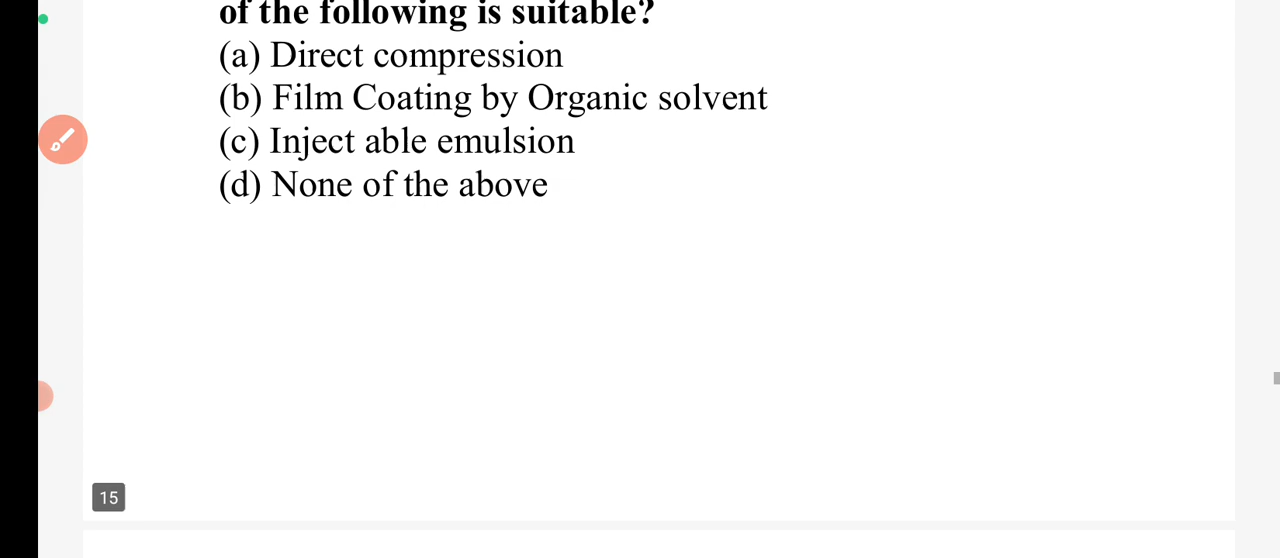 of the following is suitable?
(a) Direct compression
(b) Film Coating by Organic solvent
(c) Inject able emulsion
(d) None of the above
15